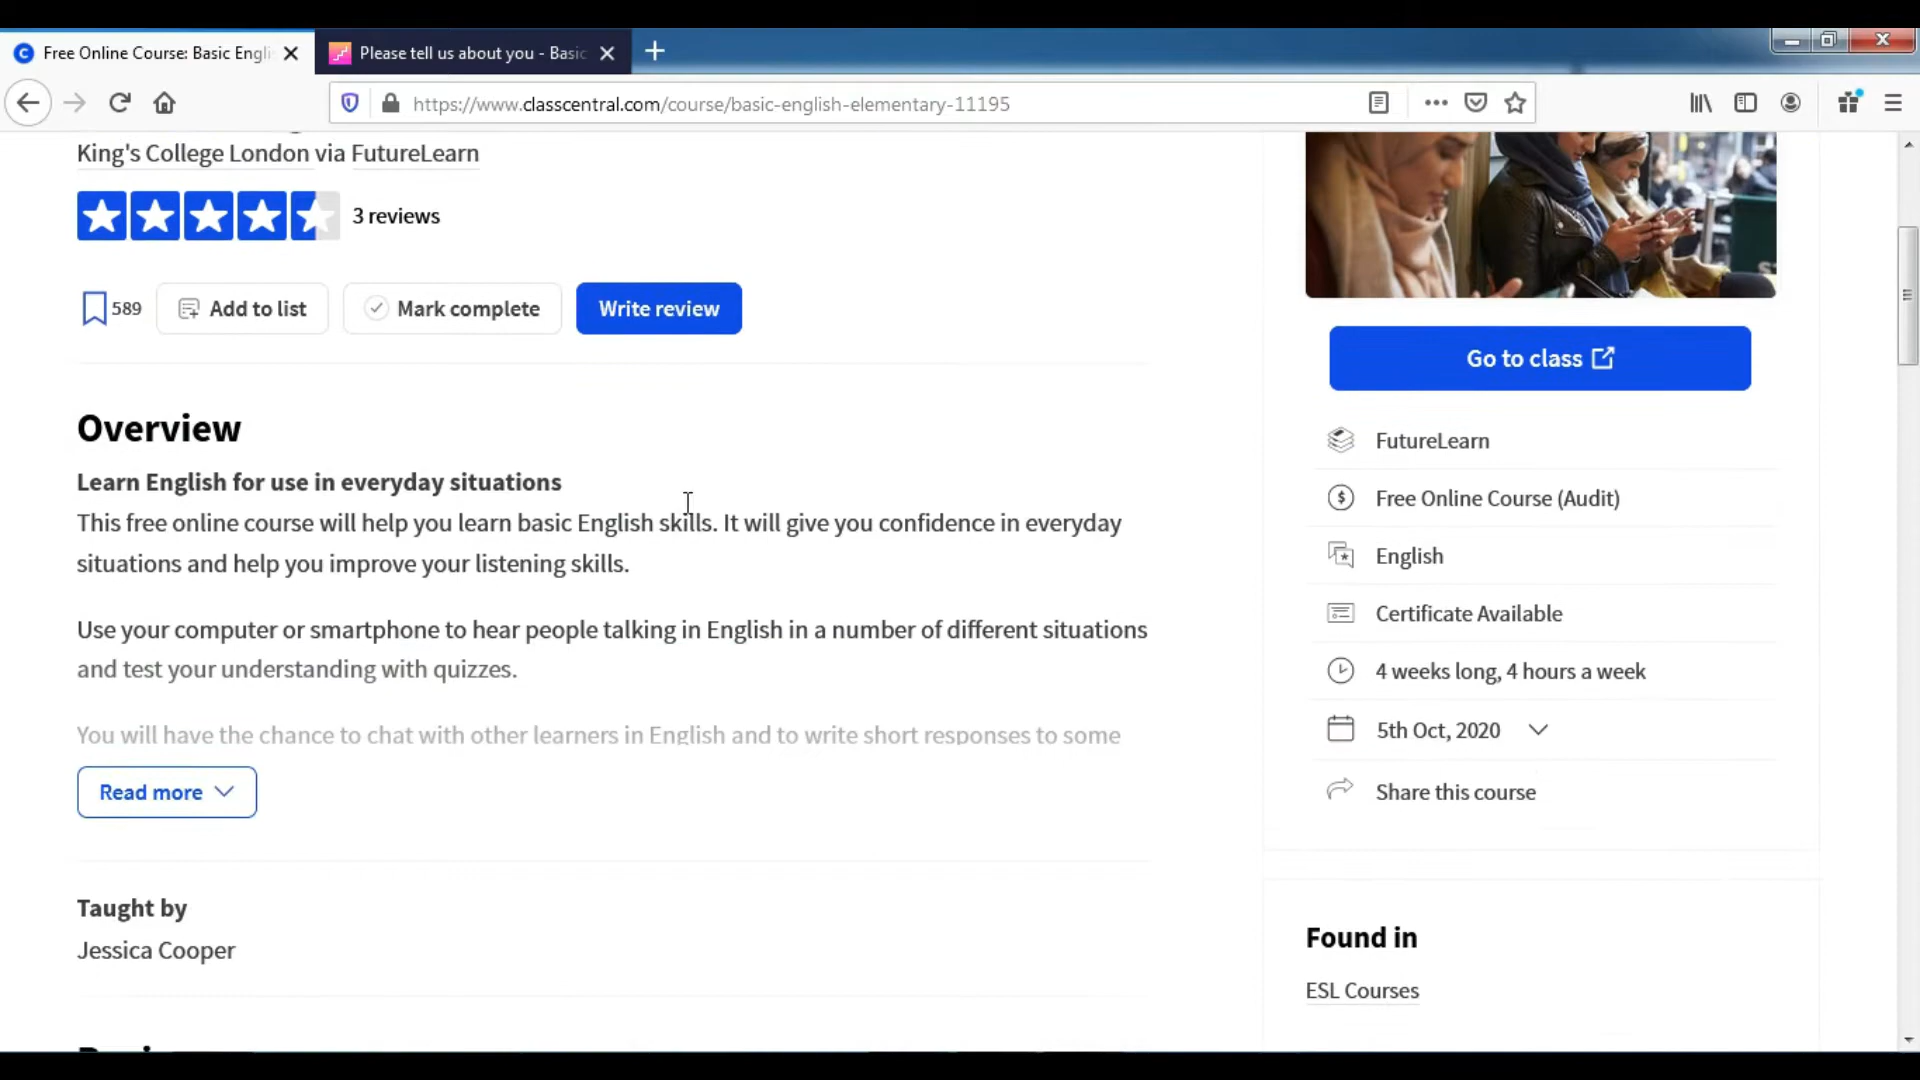 Free Online Course: Basic Engli
Please tell us about you - Basic
https://www.classcentral.com/course/basic-english-elementary-11195
King's College London via FutureLearn
3 reviews
589
Add to list
Mark complete
Write review
Overview
Learn English for use in everyday situations
This free online course will help you learn basic English skills. It will give you confidence in everyday
situations and help you improve your listening skills.
Use your computer or smartphone to hear people talking in English in a number of different situations
and test your understanding with quizzes.
You will have the chance to chat with other learners in English and to write short responses to some
Read more
Taught by
Jessica Cooper
Go to class
FutureLearn
Free Online Course (Audit)
English
Certificate Available
4 weeks long, 4 hours a week
5th Oct, 2020
Share this course
Found in
ESL Courses